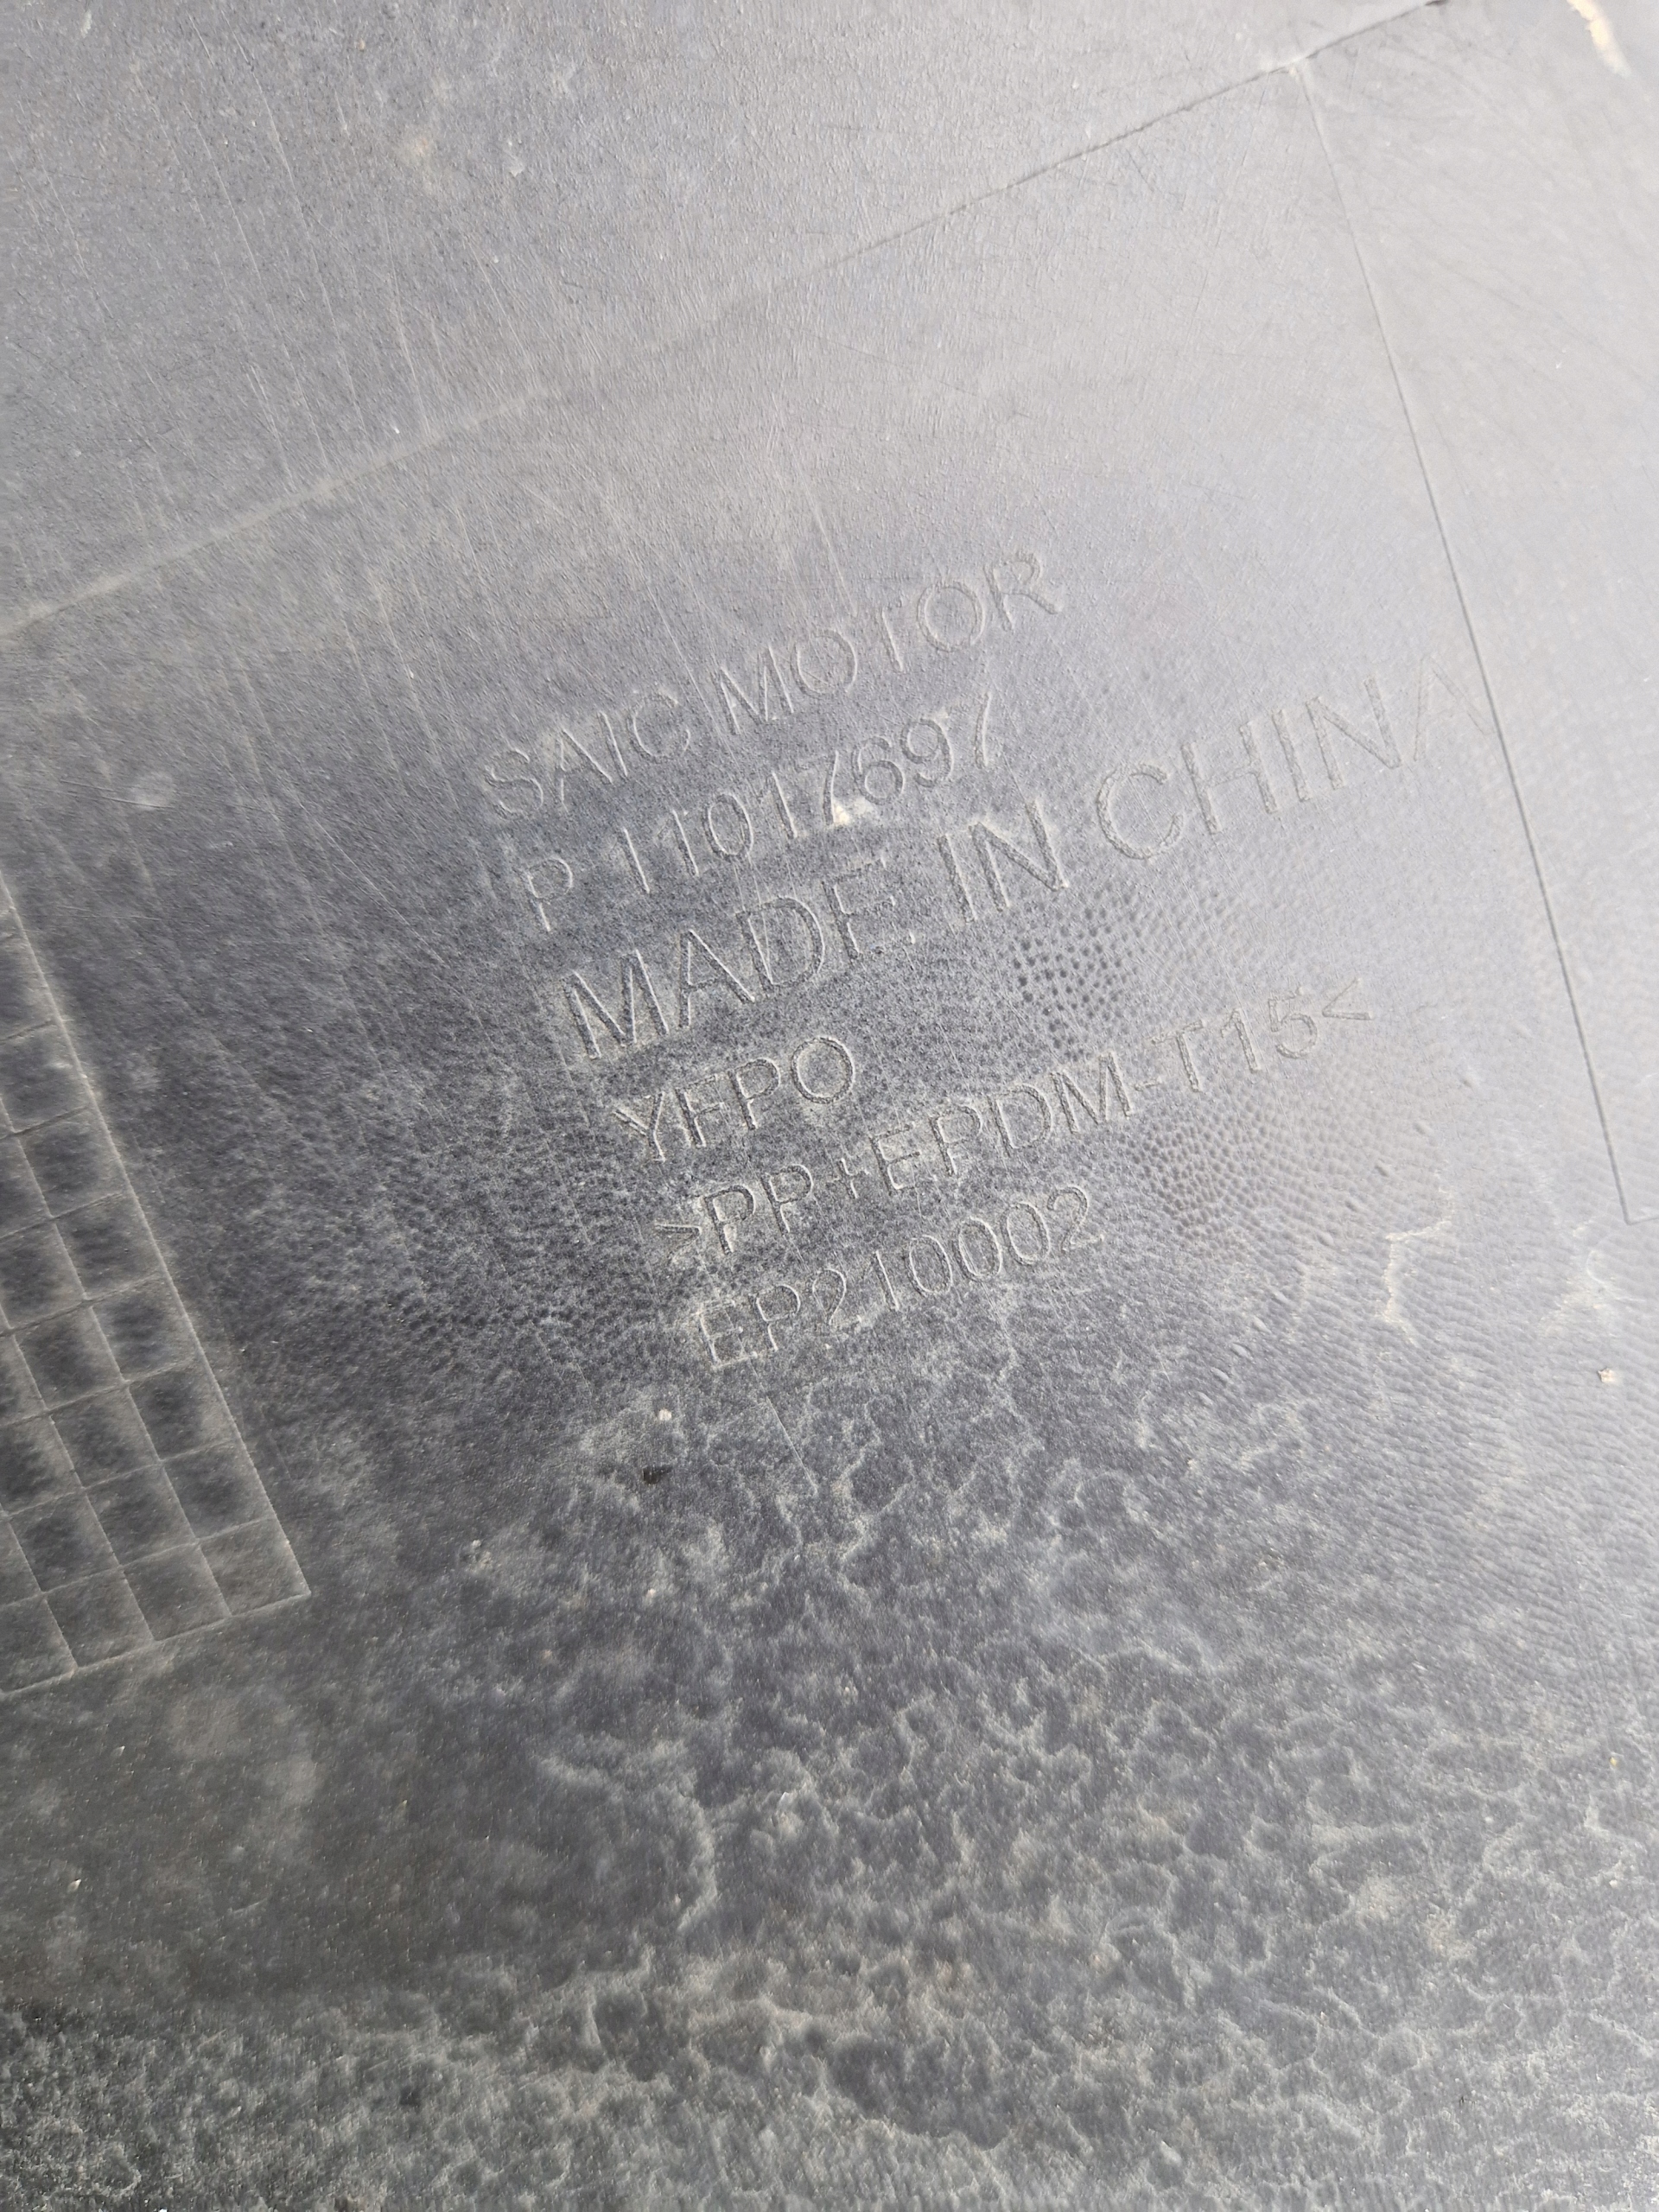 SAIC MOTOR
P 11017697
MADE IN CHINA
YFPO
>PP+EPDM-T15<
EP210002